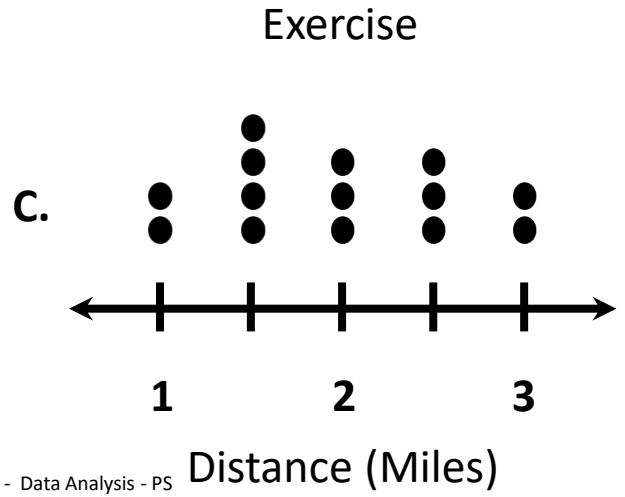 Exercise
C.
1 2 3
- Data Analysis - PS
Distance (Miles)